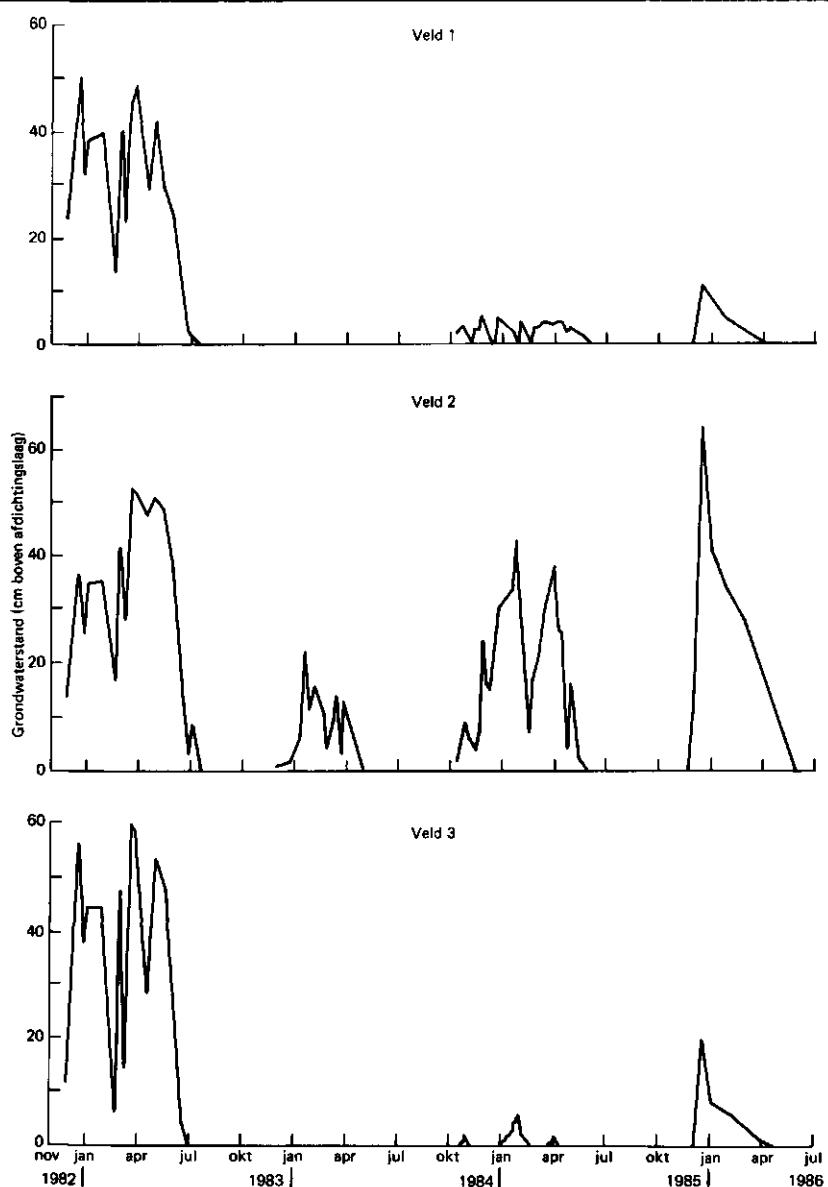 Veld 1
60
40
20
0
Veld 2
Grondwaterstand (cm boven afdichtingslaag)
60
40
20
0
Veld 3
60
40
20
0
nov jan apr jul okt jan apr jul okt jan apr jul okt jan apr jul
1982 1983 1984 1985 1986